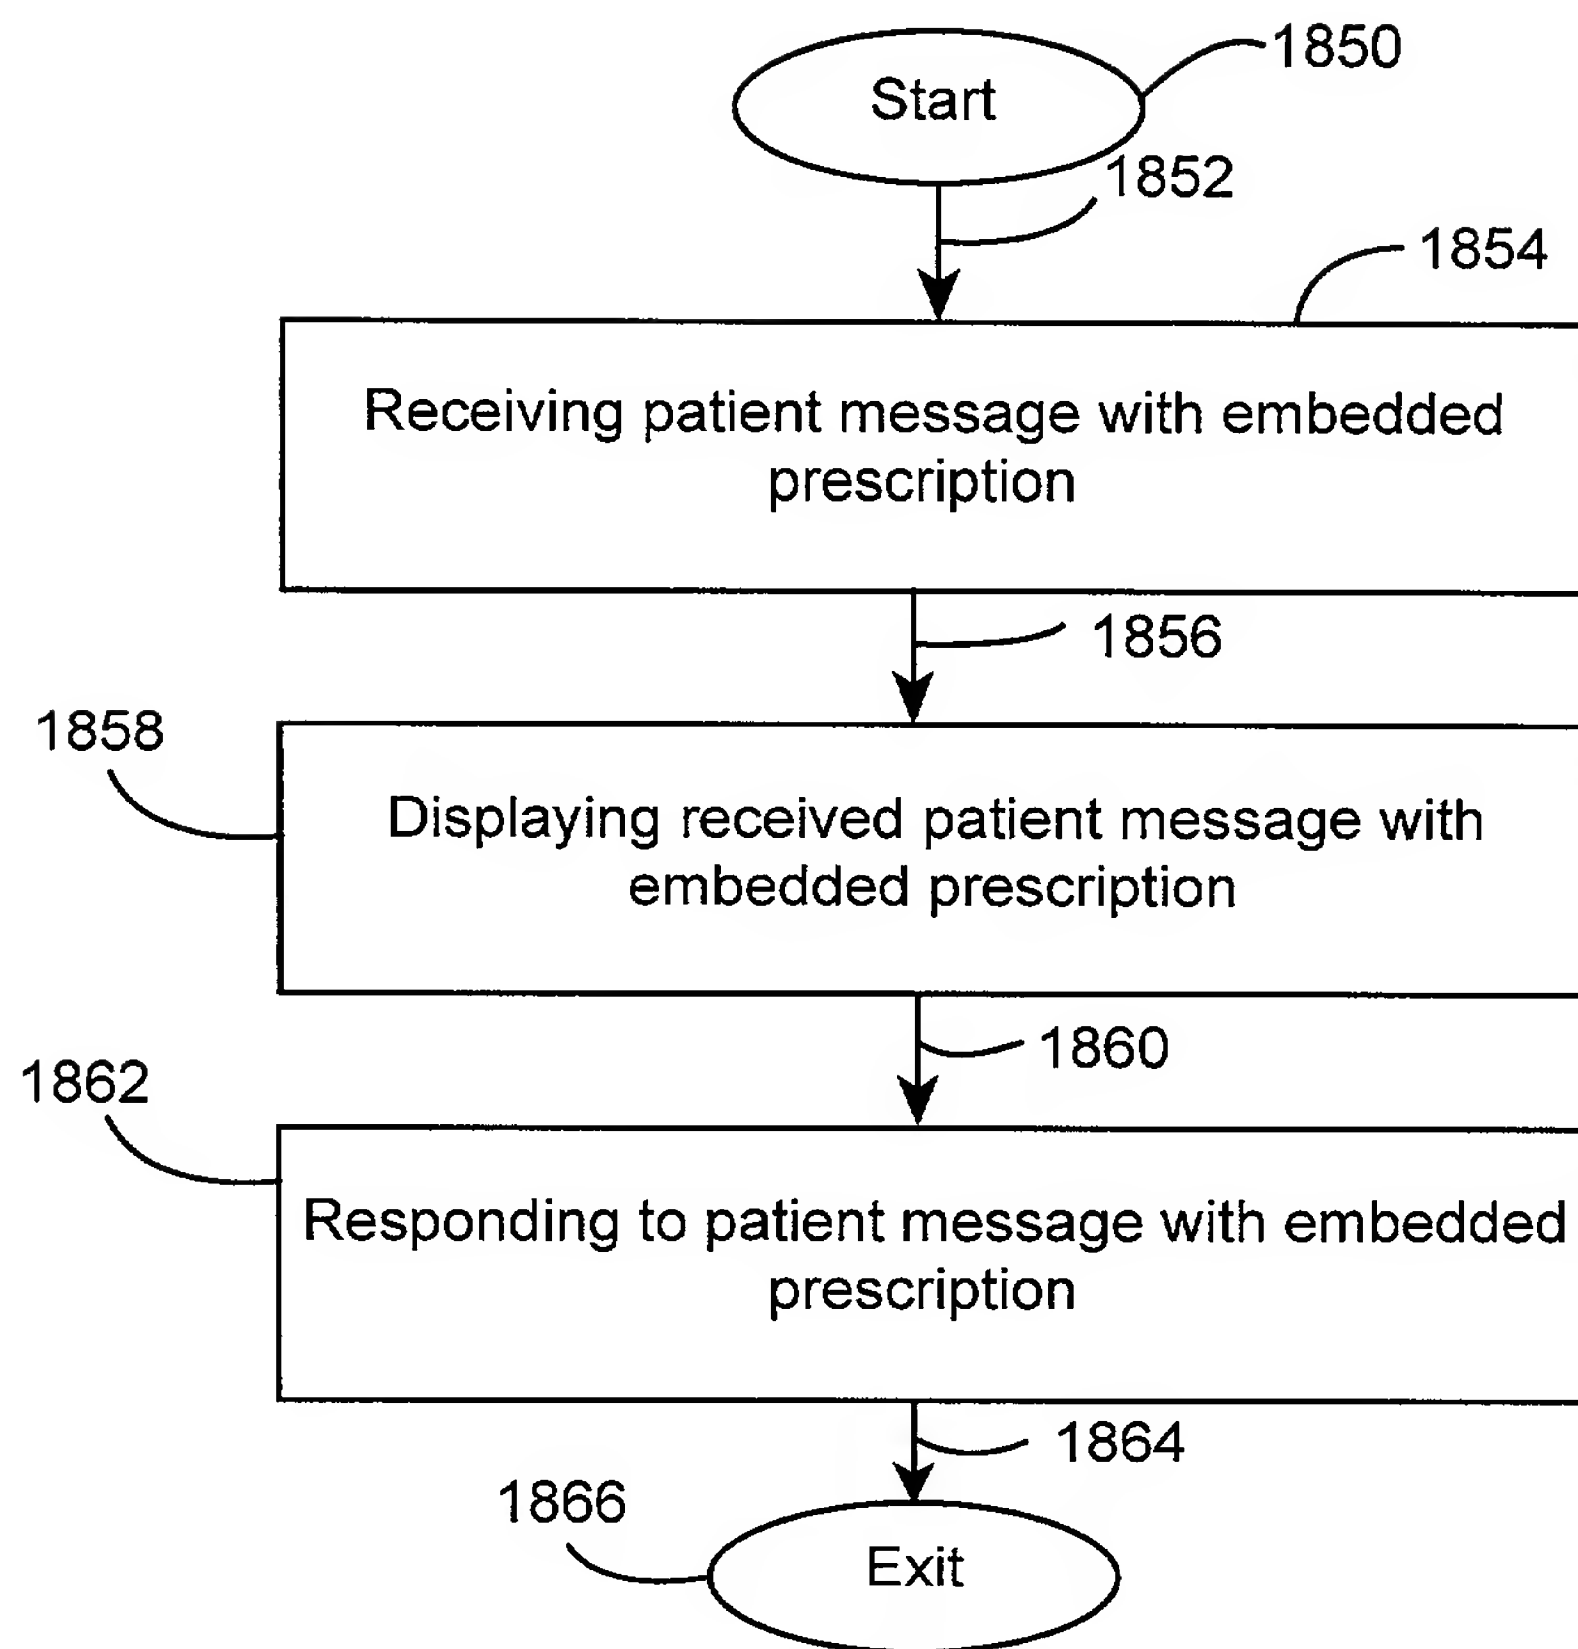 Start
1850
1852
1854
Receiving patient message with embedded
prescription
1856
1858
Displaying received patient message with
embedded prescription
1860
1862
Responding to patient message with embedded
prescription
1864
1866
Exit